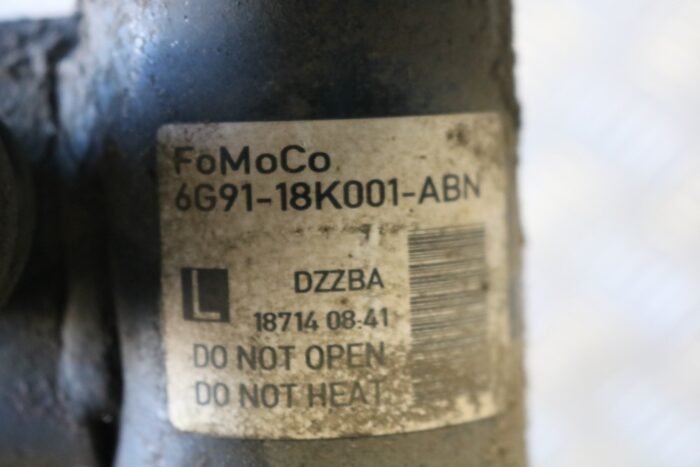 FoMoCo
6G91-18K001-ABN
L
DZZBA
18714 08:41
DO NOT OPEN
DO NOT HEAT